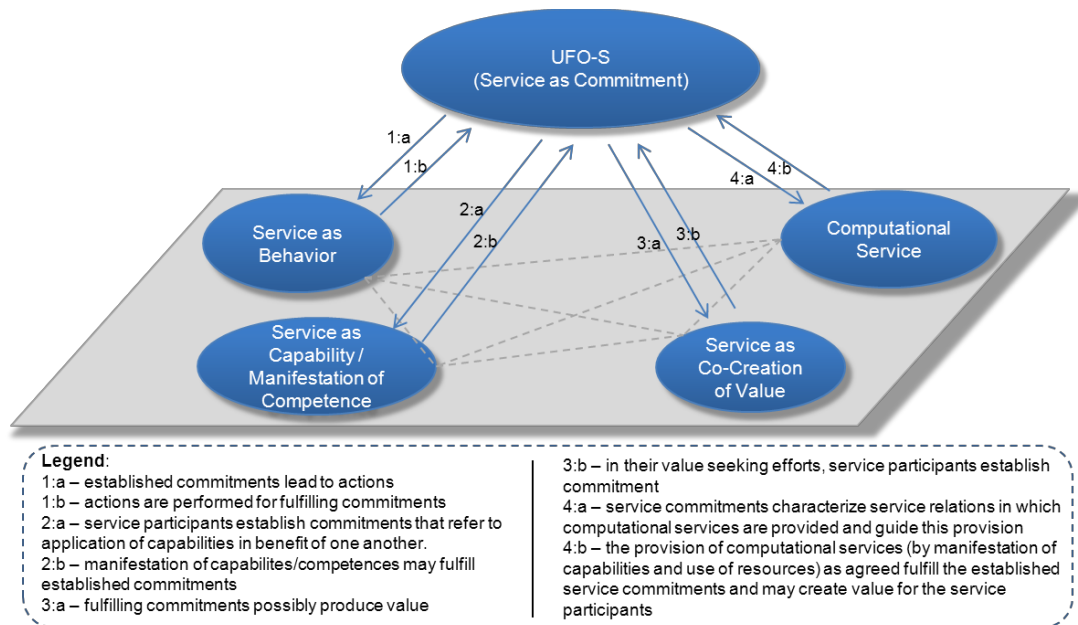 UFO-S
(Service as Commitment)
1:a
1:b
2:a
2:b
3:a
3:b
4:a
4:b
Service as
Behavior
Computational
Service
Service as
Capability /
Manifestation of
Competence
Service as
Co-Creation
of Value
Legend:
1:a – established commitments lead to actions
1:b – actions are performed for fulfilling commitments
2:a – service participants establish commitments that refer to
application of capabilities in benefit of one another.
2:b – manifestation of capabilites/competences may fulfill
established commitments
3:a – fulfilling commitments possibly produce value
3:b – in their value seeking efforts, service participants establish
commitment
4:a – service commitments characterize service relations in which
computational services are provided and guide this provision
4:b – the provision of computational services (by manifestation of
capabilities and use of resources) as agreed fulfill the established
service commitments and may create value for the service
participants